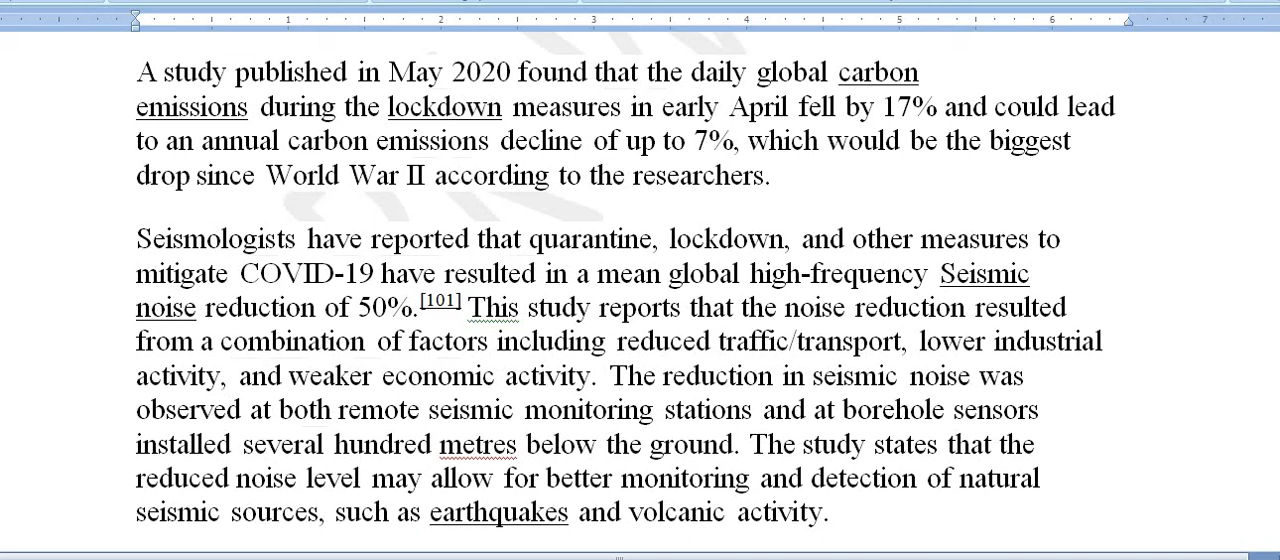 1 2 3 4 5 6 7
A study published in May 2020 found that the daily global carbon
emissions during the lockdown measures in early April fell by 17% and could lead
to an annual carbon emissions decline of up to 7%, which would be the biggest
drop since World War II according to the researchers.
Seismologists have reported that quarantine, lockdown, and other measures to
mitigate COVID-19 have resulted in a mean global high-frequency Seismic
noise reduction of 50%.[101] This study reports that the noise reduction resulted
from a combination of factors including reduced traffic/transport, lower industrial
activity, and weaker economic activity. The reduction in seismic noise was
observed at both remote seismic monitoring stations and at borehole sensors
installed several hundred metres below the ground. The study states that the
reduced noise level may allow for better monitoring and detection of natural
seismic sources, such as earthquakes and volcanic activity.